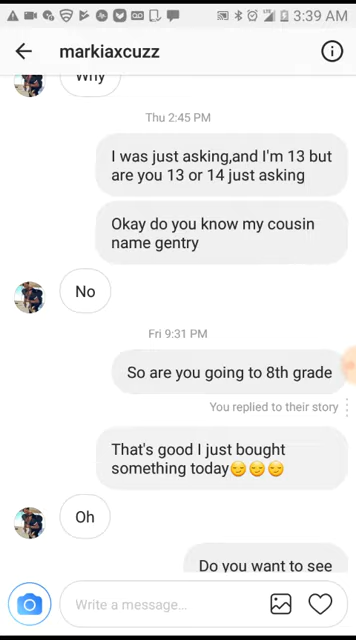 3:39 AM
markiaxcuzz
Why
Thu 2:45 PM
I was just asking,and I'm 13 but
are you 13 or 14 just asking
Okay do you know my cousin
name gentry
No
Fri 9:31 PM
So are you going to 8th grade
You replied to their story
That's good I just bought
something today😏😏😏
Oh
Do you want to see
Write a message...